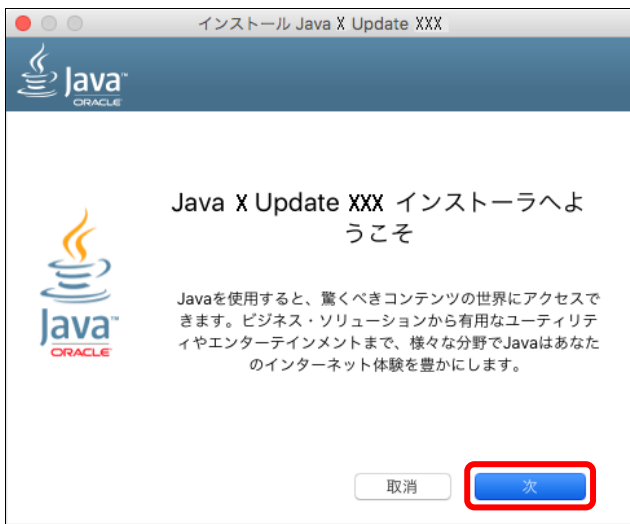 インストール Java X Update XXX
Java™
ORACLE
Java X Update XXX インストーラへよ
うこそ
Java™
ORACLE
Javaを使用すると、驚くべきコンテンツの世界にアクセスで
きます。ビジネス・ソリューションから有用なユーティリテ
ィやエンターテインメントまで、様々な分野でJavaはあなた
のインターネット体験を豊かにします。
取消
次